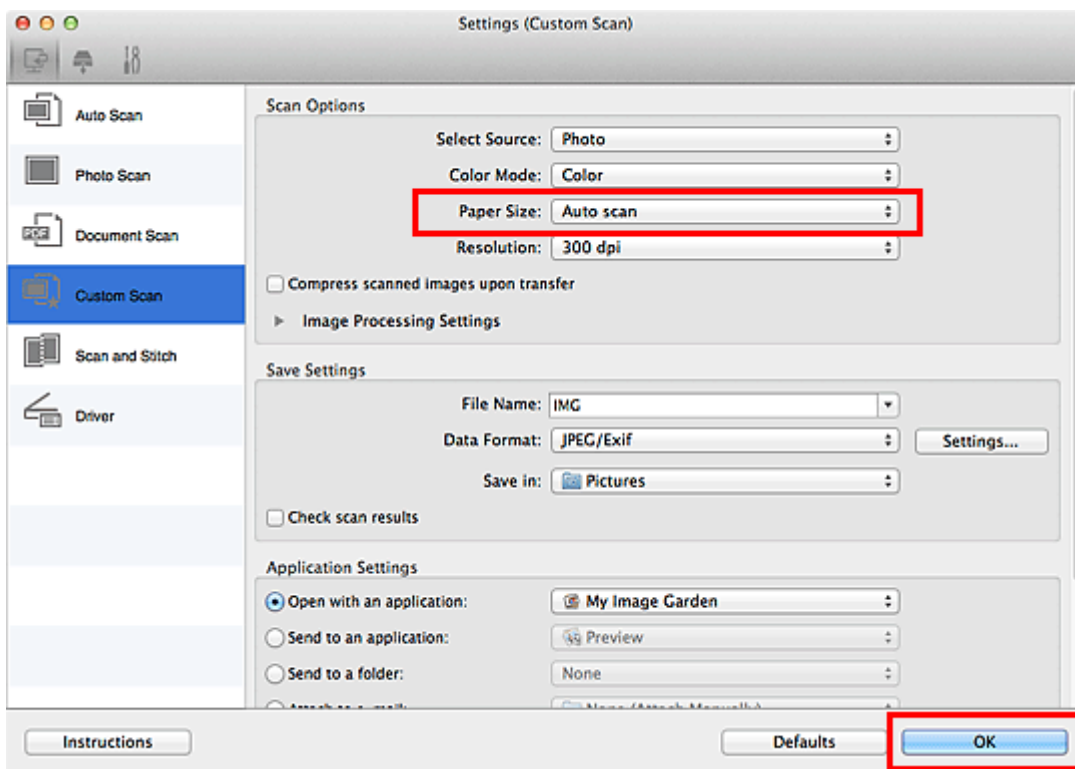 Settings (Custom Scan)
Auto Scan
Photo Scan
PDF
Document Scan
Custom Scan
Scan and Stitch
Driver
Scan Options
Select Source: Photo
Color Mode: Color
Paper Size: Auto scan
Resolution: 300 dpi
Compress scanned images upon transfer
Image Processing Settings
Save Settings
File Name: IMG
Data Format: JPEG/Exif Settings...
Save in: Pictures
Check scan results
Application Settings
Open with an application: My Image Garden
Send to an application: Preview
Send to a folder: None
Instructions Defaults OK